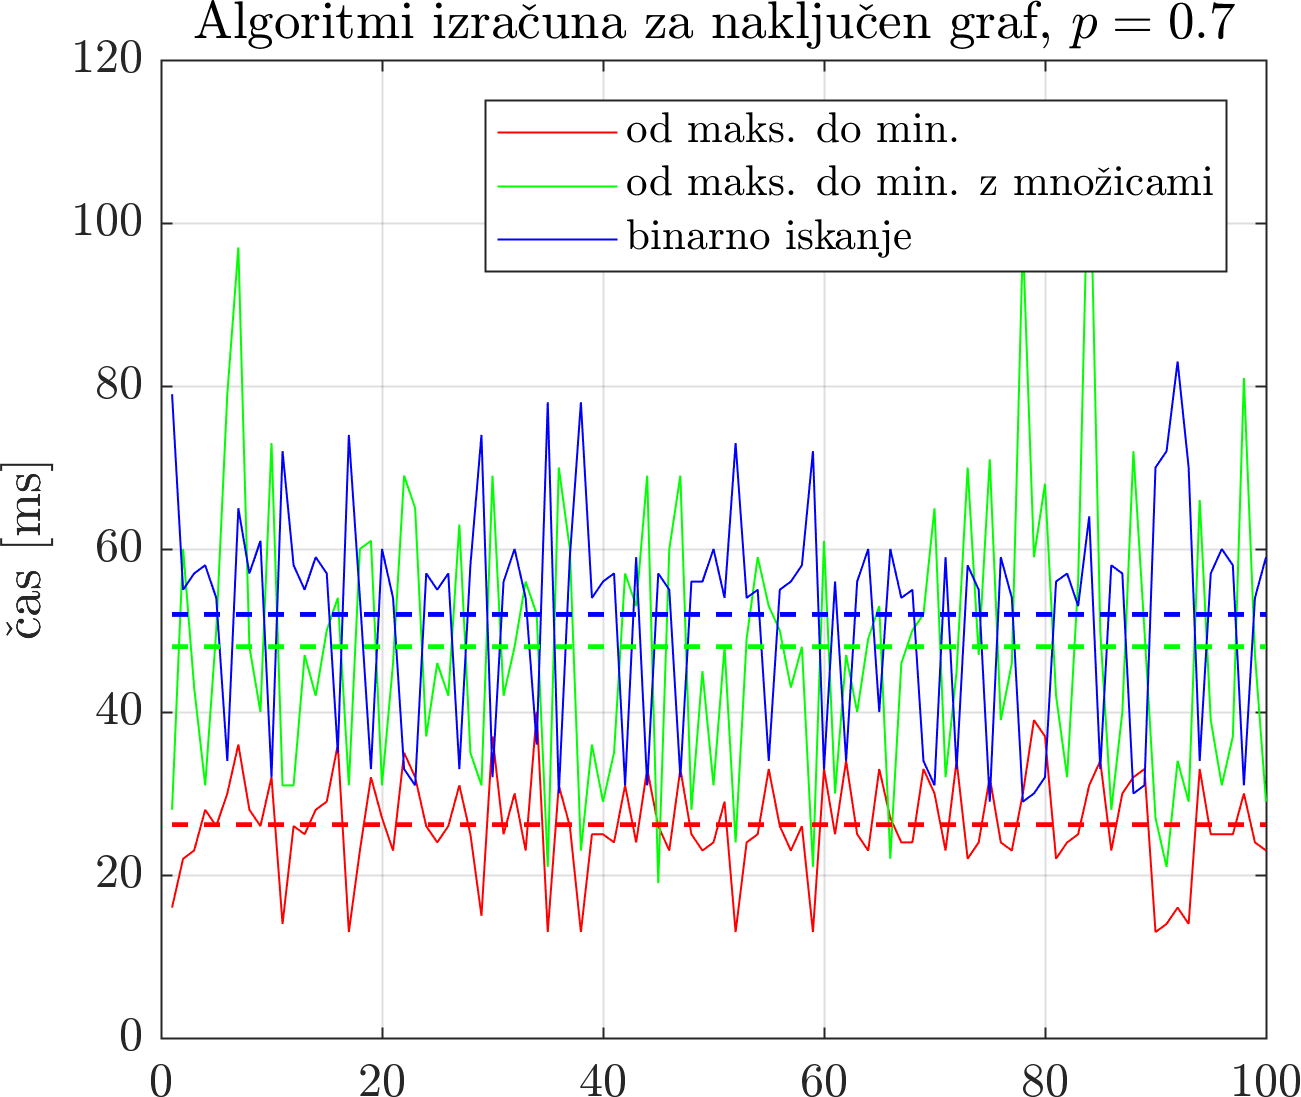 Algoritmi izračuna za naključen graf, p = 0.7
120
100
80
60
40
20
0
čas [ms]
od maks. do min.
od maks. do min. z množicami
binarno iskanje
0 20 40 60 80 100